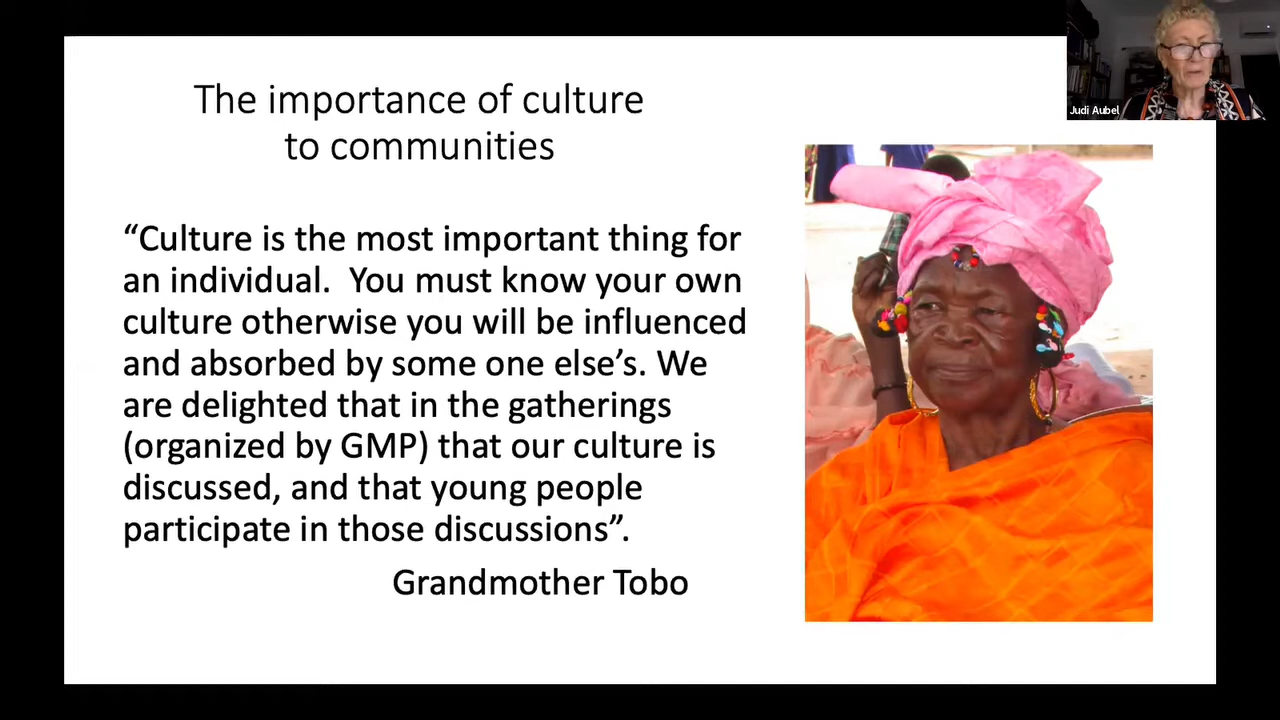 The importance of culture
to communities
Judi Aubel
“Culture is the most important thing for
an individual.  You must know your own
culture otherwise you will be influenced
and absorbed by some one else’s. We
are delighted that in the gatherings
(organized by GMP) that our culture is
discussed, and that young people
participate in those discussions”.
Grandmother Tobo